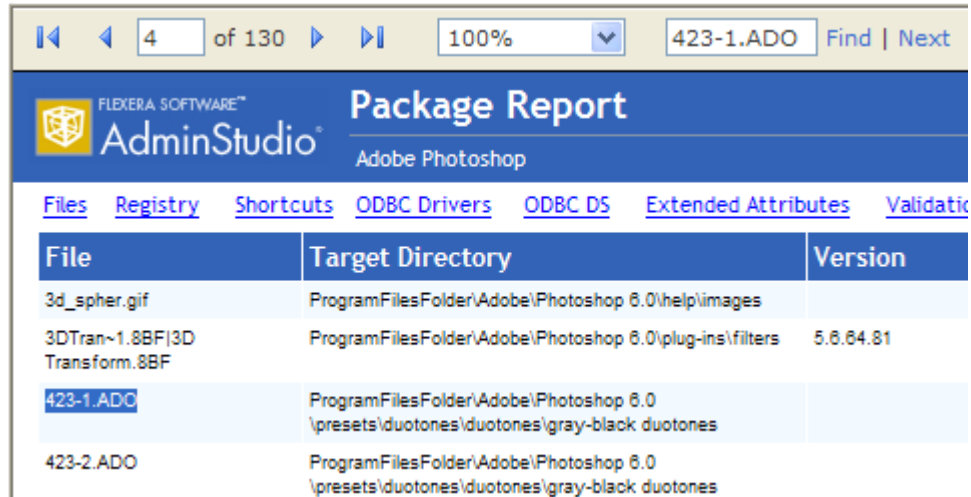 4 of 130 100% 423-1.ADO Find | Next
FLEXERA SOFTWARE™
AdminStudio®
Package Report
Adobe Photoshop
Files Registry Shortcuts ODBC Drivers ODBC DS Extended Attributes Validatio
File Target Directory Version
3d_spher.gif ProgramFilesFolder\Adobe\Photoshop 6.0\help\images
3DTran~1.8BF|3D ProgramFilesFolder\Adobe\Photoshop 6.0\plug-ins\filters 5.6.64.81
Transform.8BF
423-1.ADO ProgramFilesFolder\Adobe\Photoshop 6.0
\presets\duotones\duotones\gray-black duotones
423-2.ADO ProgramFilesFolder\Adobe\Photoshop 6.0
\presets\duotones\duotones\gray-black duotones